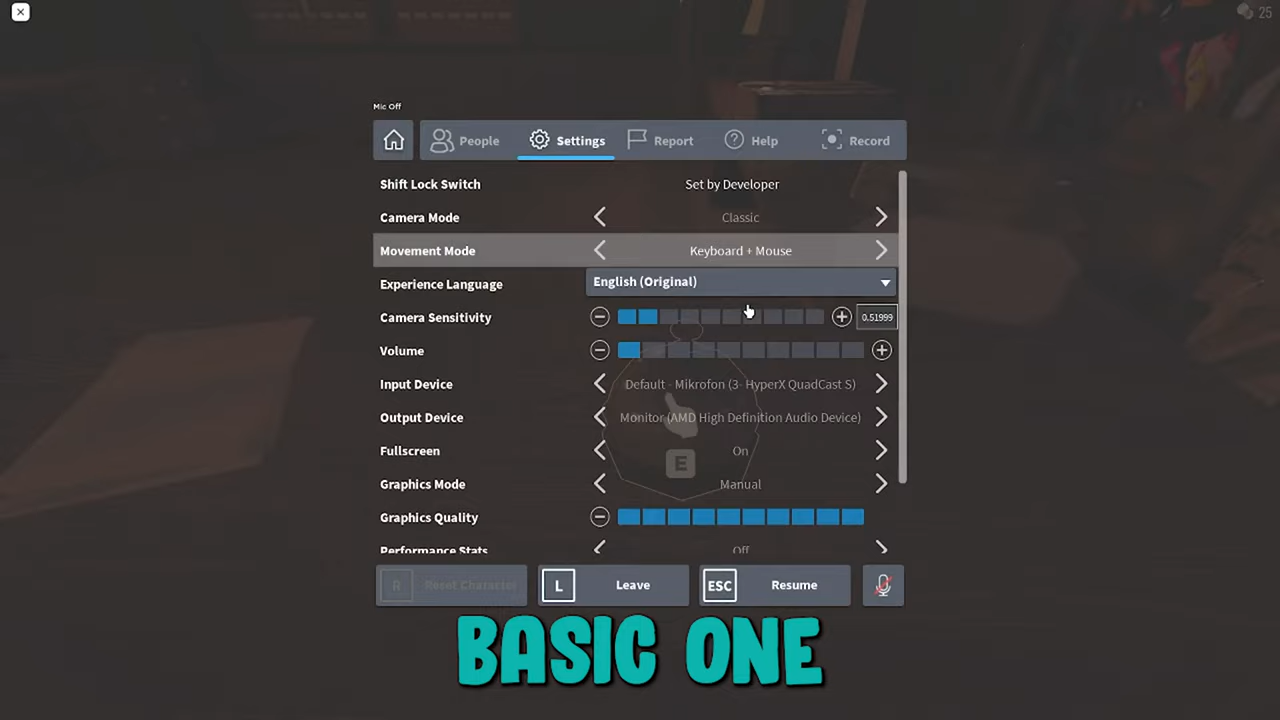 25
Mic Off
People Settings Report Help Record
Shift Lock Switch Set by Developer
Camera Mode Classic
Movement Mode Keyboard + Mouse
Experience Language English (Original)
Camera Sensitivity 0.51999
Volume
Input Device Default - Mikrofon (3- HyperX QuadCast S)
Output Device Monitor (AMD High Definition Audio Device)
Fullscreen On
E
Graphics Mode Manual
Graphics Quality
Performance Stats Off
R Reset Character L Leave ESC Resume
BASIC ONE